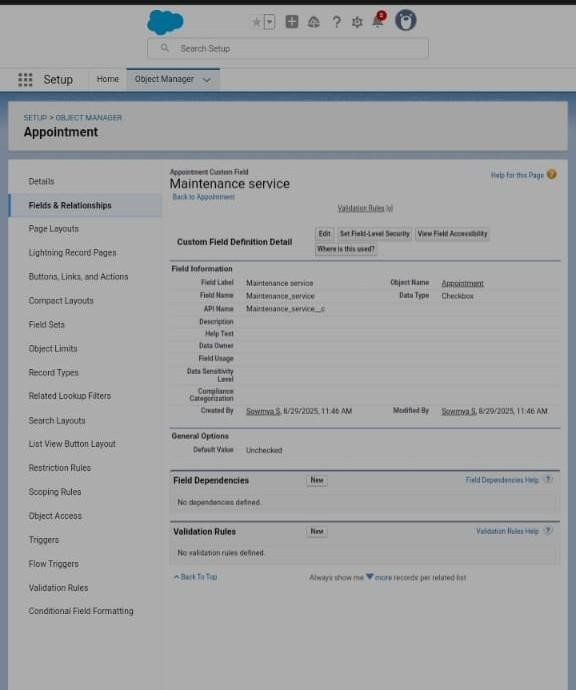 Search Setup
Setup
Home
Object Manager
SETUP > OBJECT MANAGER
Appointment
Details
Fields & Relationships
Page Layouts
Lightning Record Pages
Buttons, Links, and Actions
Compact Layouts
Field Sets
Object Limits
Record Types
Related Lookup Filters
Search Layouts
List View Button Layout
Restriction Rules
Scoping Rules
Object Access
Triggers
Flow Triggers
Validation Rules
Conditional Field Formatting
Appointment Custom Field
Maintenance service
Help for this Page
Back to Appointment
Validation Rules [0]
Custom Field Definition Detail
Edit Set Field-Level Security View Field Accessibility
Where is this used?
Field Information
Field Label Maintenance service Object Name Appointment
Field Name Maintenance_service Data Type Checkbox
API Name Maintenance_service__c
Description
Help Text
Data Owner
Field Usage
Data Sensitivity
Level
Compliance
Categorization
Created By Sowmya S, 8/29/2025, 11:46 AM Modified By Sowmya S, 8/29/2025, 11:46 AM
General Options
Default Value Unchecked
Field Dependencies New Field Dependencies Help ?
No dependencies defined.
Validation Rules New Validation Rules Help ?
No validation rules defined.
Back To Top Always show me more records per related list